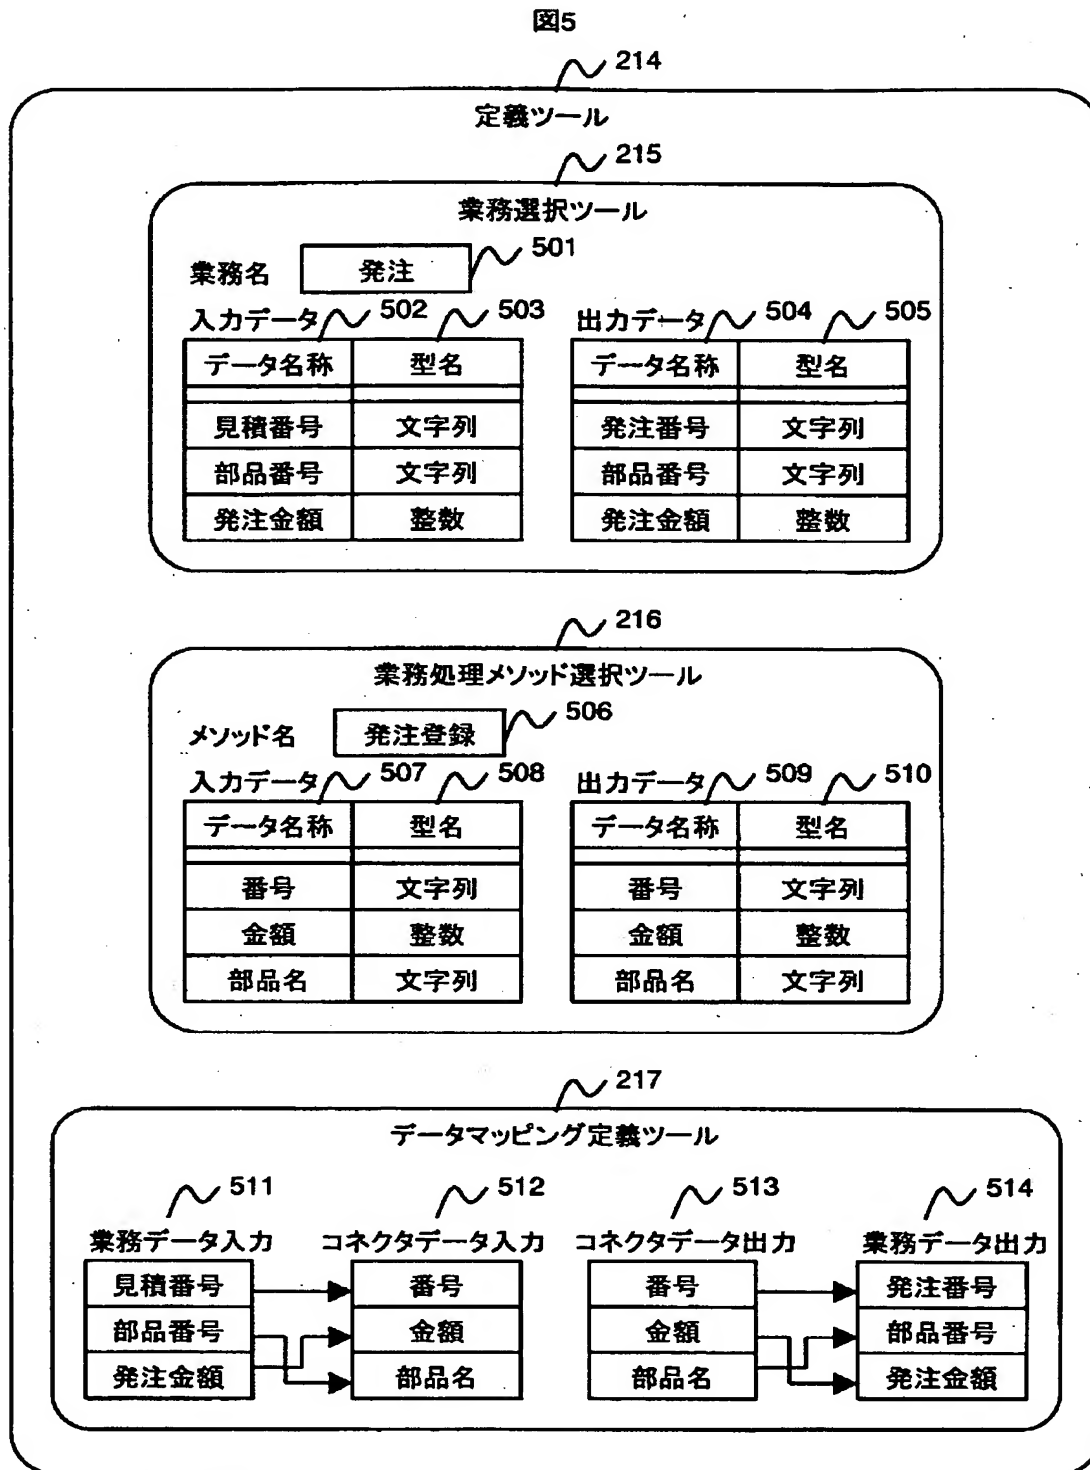 図5
214
定義ツール
215
業務選択ツール
業務名 発注 501
入力データ 502 503 出力データ 504 505
データ名称 型名 データ名称 型名
見積番号 文字列 発注番号 文字列
部品番号 文字列 部品番号 文字列
発注金額 整数 発注金額 整数
216
業務処理メソッド選択ツール
メソッド名 発注登録 506
入力データ 507 508 出力データ 509 510
データ名称 型名 データ名称 型名
番号 文字列 番号 文字列
金額 整数 金額 整数
部品名 文字列 部品名 文字列
217
データマッピング定義ツール
511 512 513 514
業務データ入力 コネクタデータ入力 コネクタデータ出力 業務データ出力
見積番号 番号 番号 発注番号
部品番号 金額 金額 部品番号
発注金額 部品名 部品名 発注金額